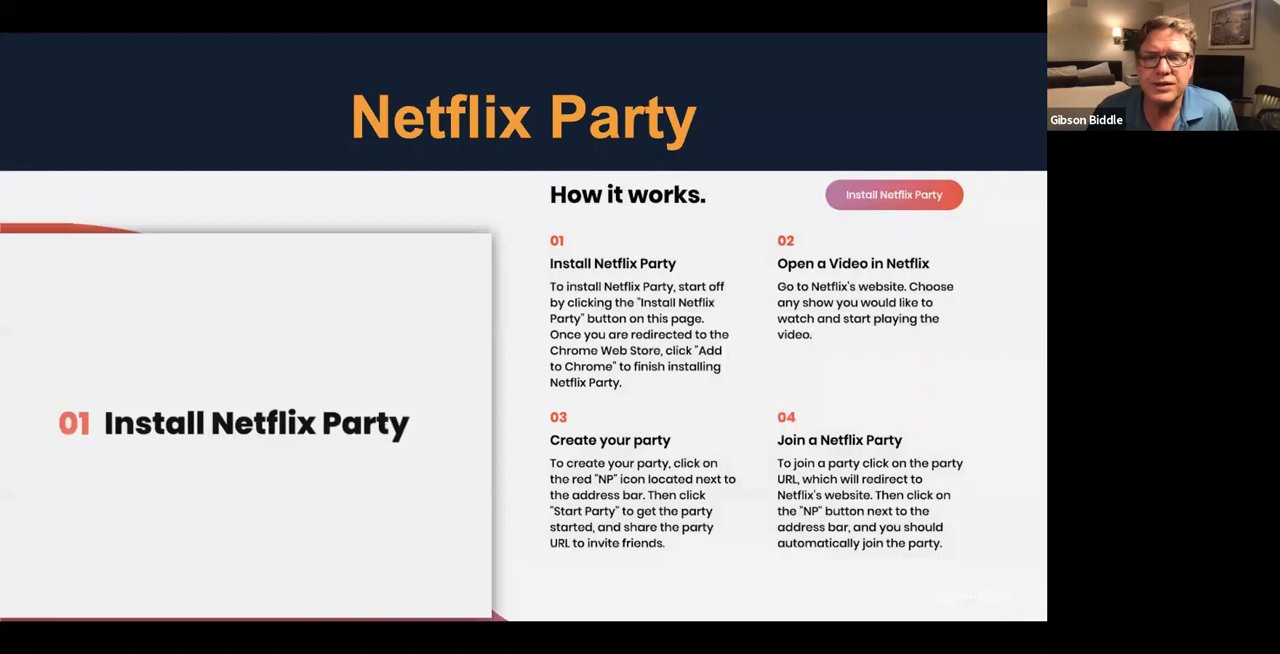 Netflix Party
Gibson Biddle
How it works.
Install Netflix Party
01
Install Netflix Party
To install Netflix Party, start off
by clicking the "Install Netflix
Party" button on this page.
Once you are redirected to the
Chrome Web Store, click "Add
to Chrome" to finish installing
Netflix Party.
02
Open a Video in Netflix
Go to Netflix's website. Choose
any show you would like to
watch and start playing the
video.
01 Install Netflix Party
03
Create your party
To create your party, click on
the red "NP" icon located next to
the address bar. Then click
"Start Party" to get the party
started, and share the party
URL to invite friends.
04
Join a Netflix Party
To join a party click on the party
URL, which will redirect to
Netflix's website. Then click on
the "NP" button next to the
address bar, and you should
automatically join the party.